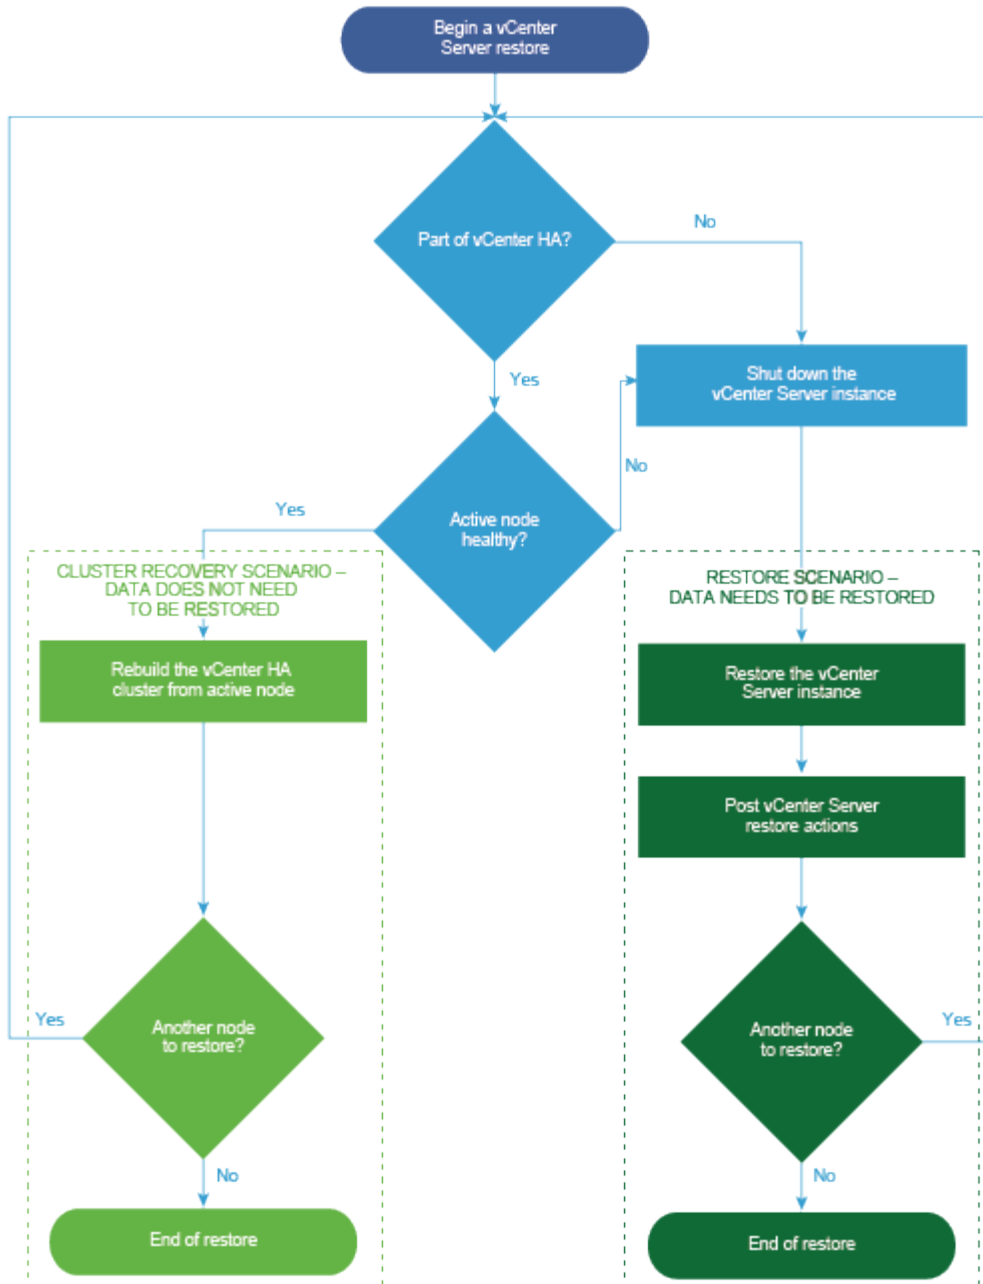 Begin a vCenter
Server restore
Part of vCenter HA?
No
Yes
Shut down the
vCenter Server instance
No
Yes
Active node
healthy?
CLUSTER RECOVERY SCENARIO –
DATA DOES NOT NEED
TO BE RESTORED
RESTORE SCENARIO –
DATA NEEDS TO BE RESTORED
Rebuild the vCenter HA
cluster from active node
Restore the vCenter
Server instance
Post vCenter Server
restore actions
Yes
Another node
to restore?
Another node
to restore?
Yes
No
No
End of restore
End of restore